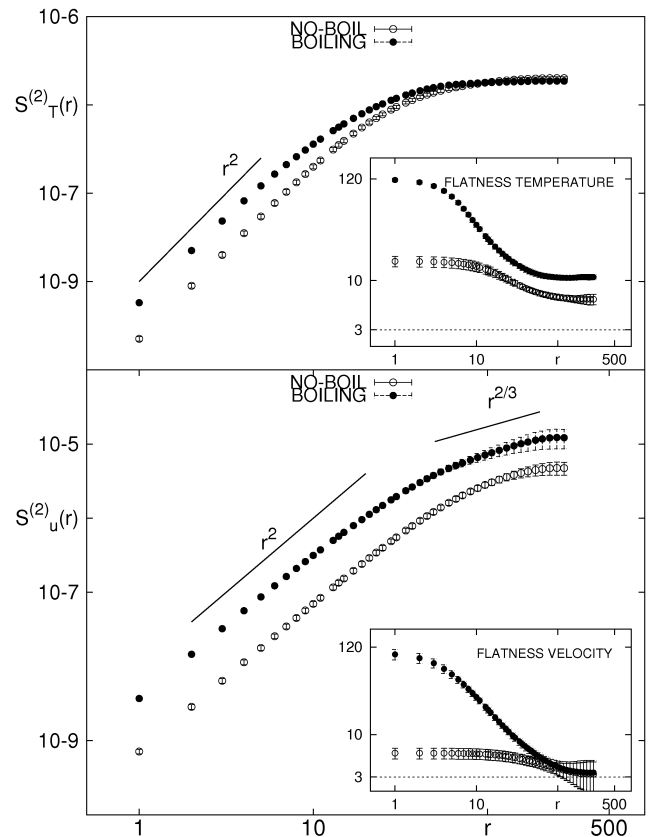 10-6
NO-BOIL
BOILING
S(2)T(r)
r2
10-7
10-9
FLATNESS TEMPERATURE
120
10
3
1 10 r 500
NO-BOIL
BOILING
r2/3
10-5
S(2)u(r)
r2
10-7
10-9
FLATNESS VELOCITY
120
10
3
1 10 r 500
1 10 r 500